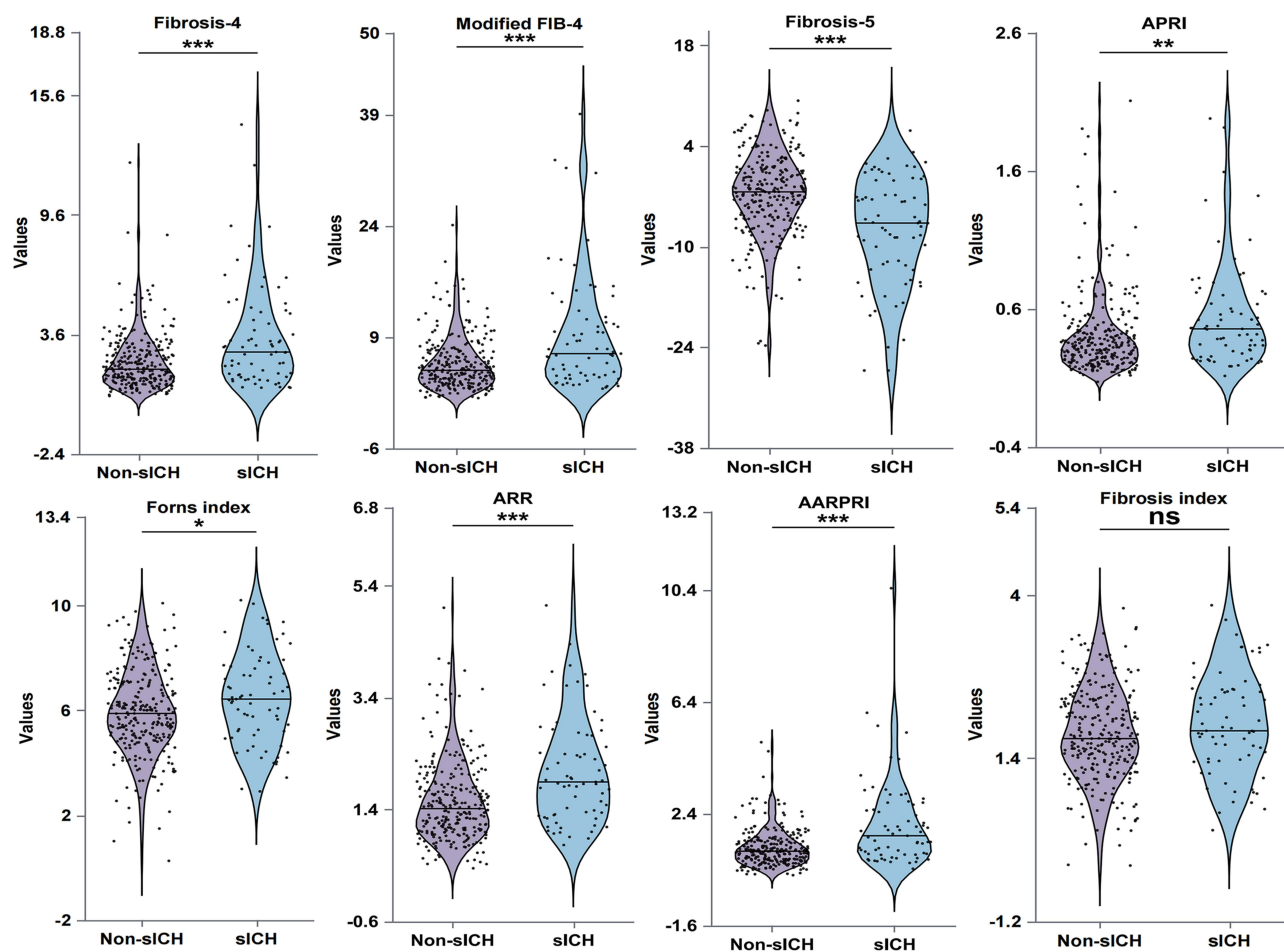 Fibrosis-4
***
18.8
15.6
9.6
3.6
-2.4
Values
Non-sICH
sICH
Modified FIB-4
***
50
39
24
9
-6
Values
Non-sICH
sICH
Fibrosis-5
***
18
4
-10
-24
-38
Values
Non-sICH
sICH
APRI
**
2.6
1.6
0.6
-0.4
Values
Non-sICH
sICH
Forns index
*
13.4
10
6
2
-2
Values
Non-sICH
sICH
ARR
***
6.8
5.4
3.4
1.4
-0.6
Values
Non-sICH
sICH
AARPRI
***
13.2
10.4
6.4
2.4
-1.6
Values
Non-sICH
sICH
Fibrosis index
ns
5.4
4
1.4
-1.2
Values
Non-sICH
sICH